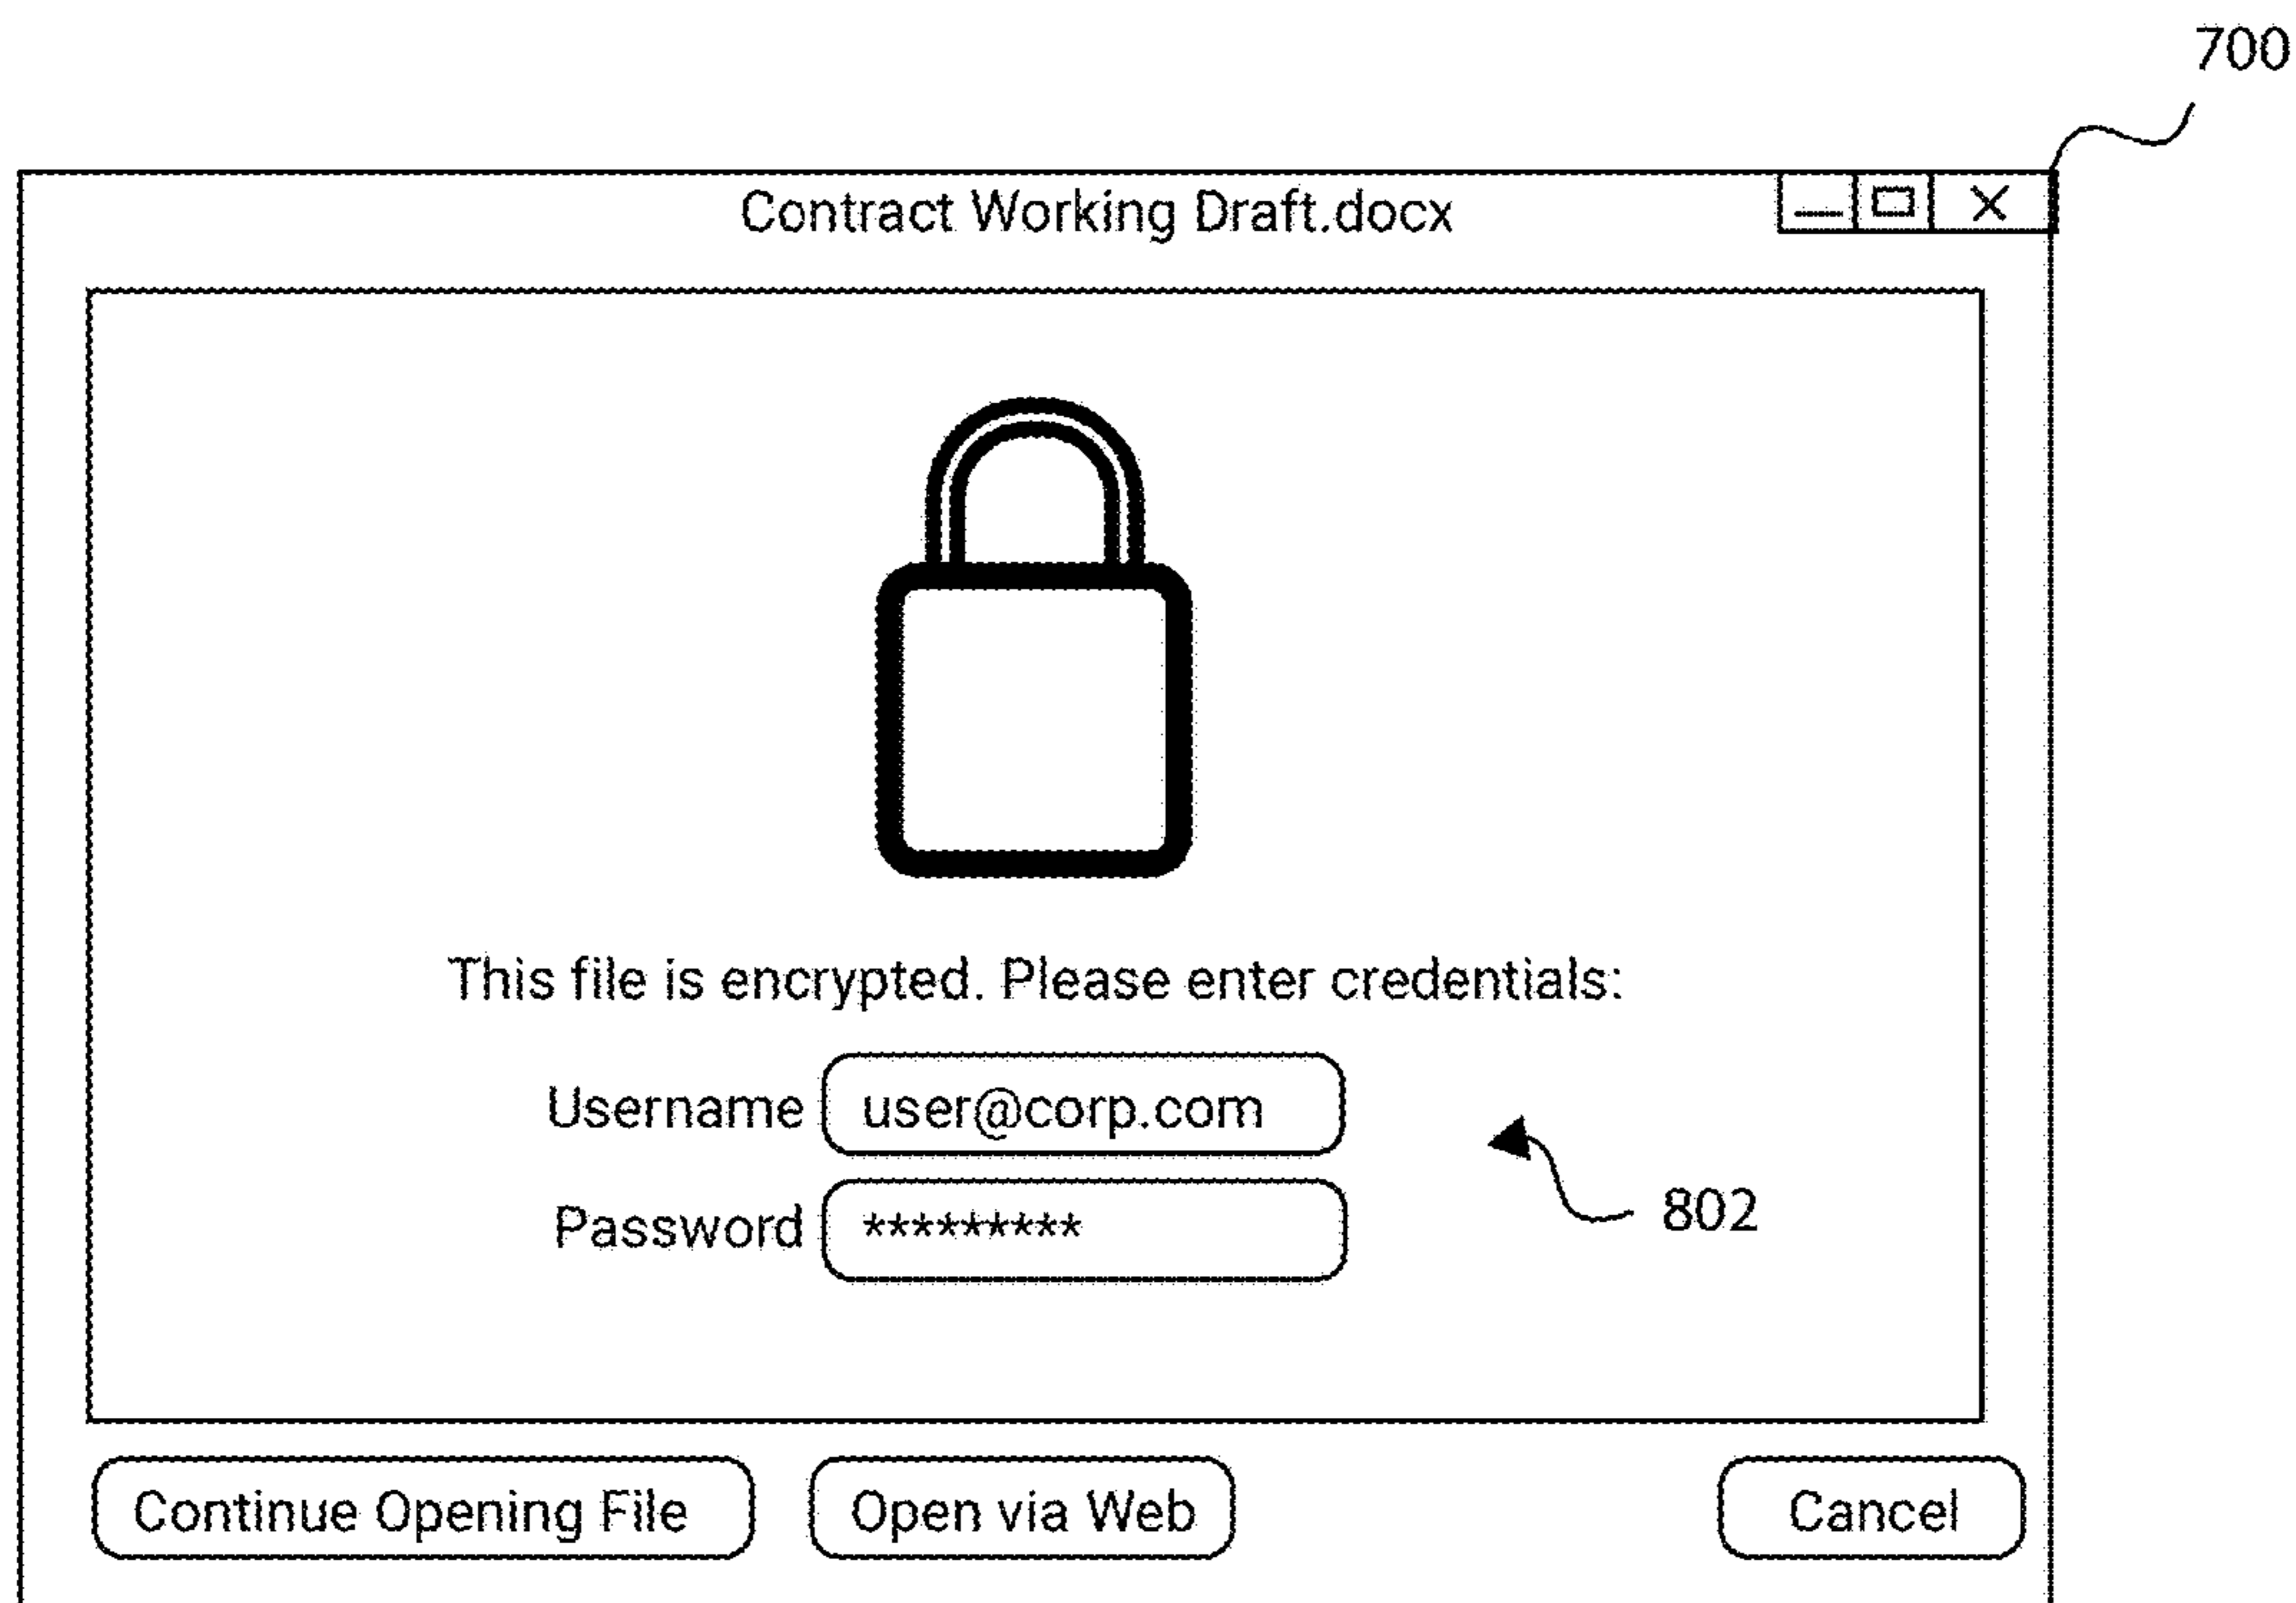 700
Contract Working Draft.docx
This file is encrypted. Please enter credentials:
Username user@corp.com
Password *********
802
Continue Opening File Open via Web Cancel